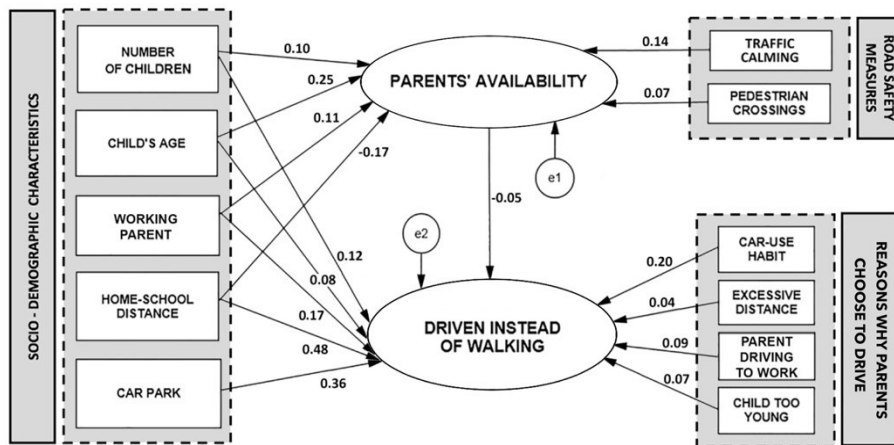 SOCIO - DEMOGRAPHIC CHARACTERISTICS
NUMBER
OF CHILDREN
CHILD'S AGE
WORKING
PARENT
HOME-SCHOOL
DISTANCE
CAR PARK
0.10
0.25
0.11
-0.17
0.12
0.08
0.17
0.48
0.36
PARENTS' AVAILABILITY
e1
-0.05
e2
DRIVEN INSTEAD
OF WALKING
0.14
0.07
TRAFFIC
CALMING
PEDESTRIAN
CROSSINGS
ROAD SAFETY
MEASURES
0.20
0.04
0.09
0.07
CAR-USE
HABIT
EXCESSIVE
DISTANCE
PARENT
DRIVING
TO WORK
CHILD TOO
YOUNG
REASONS WHY PARENTS
CHOOSE TO DRIVE